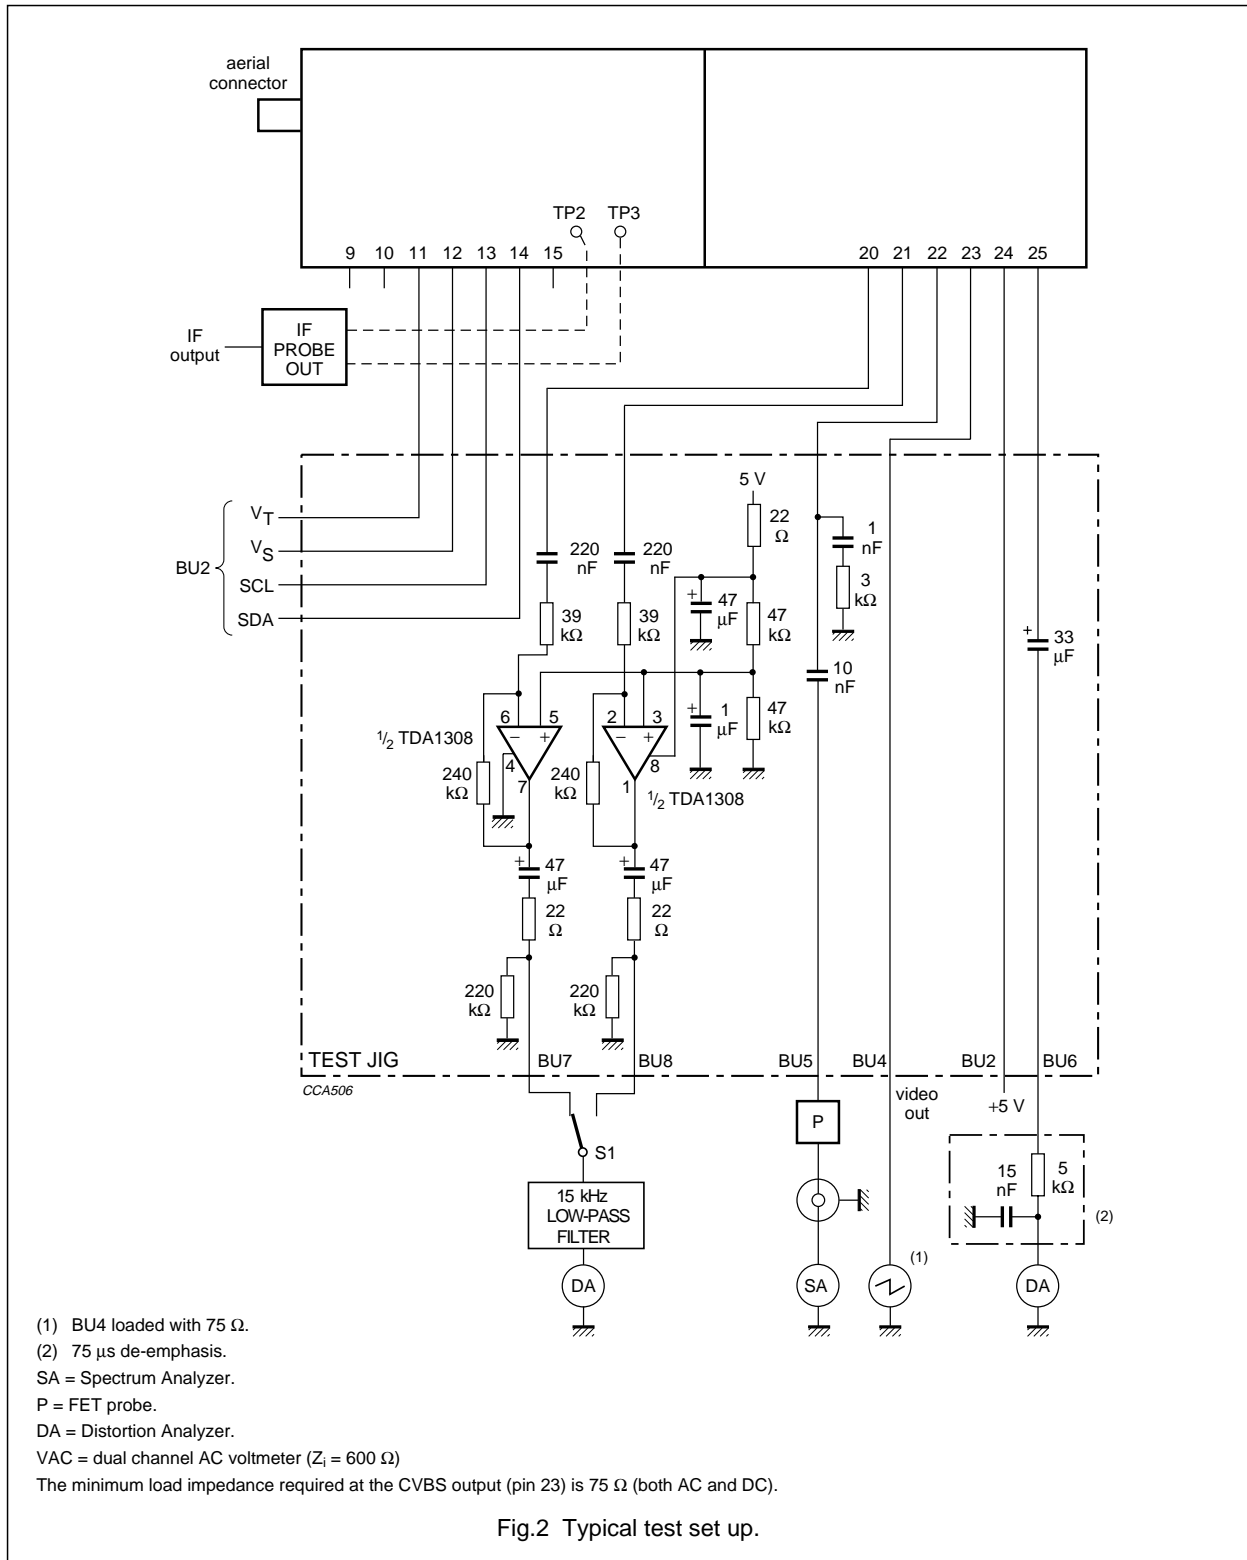 aerial
connector
TP2 TP3
9 10 11 12 13 14 15 20 21 22 23 24 25
IF
output
IF
PROBE
OUT
5 V
22
Ω
BU2
VT
VS
SCL
SDA
220
nF
220
nF
1
nF
3
kΩ
39
kΩ
39
kΩ
+
47
μF
47
kΩ
+
33
μF
10
nF
6 5
− +
4
7
2 3
− +
8
1
+
1
μF
47
kΩ
1/2 TDA1308
240
kΩ
240
kΩ
1/2 TDA1308
+
47
μF
+
47
μF
22
Ω
22
Ω
220
kΩ
220
kΩ
TEST JIG BU7 BU8 BU5 BU4 BU2 BU6
CCA506
video
out
+5 V
P
S1
15 kHz
LOW-PASS
FILTER
15
nF
5
kΩ
(2)
(1)
DA SA DA
(1) BU4 loaded with 75 Ω.
(2) 75 μs de-emphasis.
SA = Spectrum Analyzer.
P = FET probe.
DA = Distortion Analyzer.
VAC = dual channel AC voltmeter (Zi = 600 Ω)
The minimum load impedance required at the CVBS output (pin 23) is 75 Ω (both AC and DC).
Fig.2 Typical test set up.